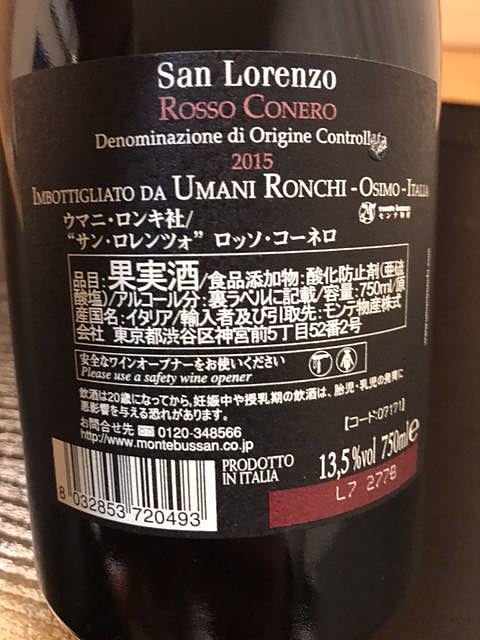 San Lorenzo
ROSSO CONERO
Denominazione di Origine Controllata
2015
IMBOTTIGLIATO DA UMANI RONCHI - OSIMO - ITALIA
ウマニ・ロンキ社/
monte bussan
モンテ物産
“サン・ロレンツォ” ロッソ・コーネロ
品目:果実酒/食品添加物:酸化防止剤(亜硫
酸塩)/アルコール分:裏ラベルに記載/容量:750ml/原
産国名:イタリア/輸入者及び引取先:モンテ物産株式
会社 東京都渋谷区神宮前5丁目52番2号
安全なワインオープナーをお使いください
Please use a safety wine opener
飲酒は20歳になってから。妊娠中や授乳期の飲酒は、胎児・乳児の発育に
悪影響を与える恐れがあります。
お問合せ先 0120-348566
【コード:07171】
http://www.montebussan.co.jp
PRODOTTO
IN ITALIA
13,5%vol 750ml e
L7 2778
8 032853 720493